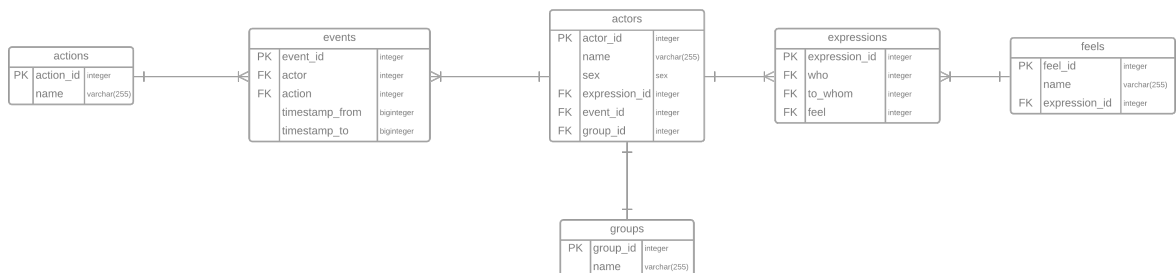 actions
PK action_id integer
name varchar(255)
events
PK event_id integer
FK actor integer
FK action integer
timestamp_from biginteger
timestamp_to biginteger
actors
PK actor_id integer
name varchar(255)
sex sex
FK expression_id integer
FK event_id integer
FK group_id integer
expressions
PK expression_id integer
FK who integer
FK to_whom integer
FK feel integer
feels
PK feel_id integer
name varchar(255)
FK expression_id integer
groups
PK group_id integer
name varchar(255)